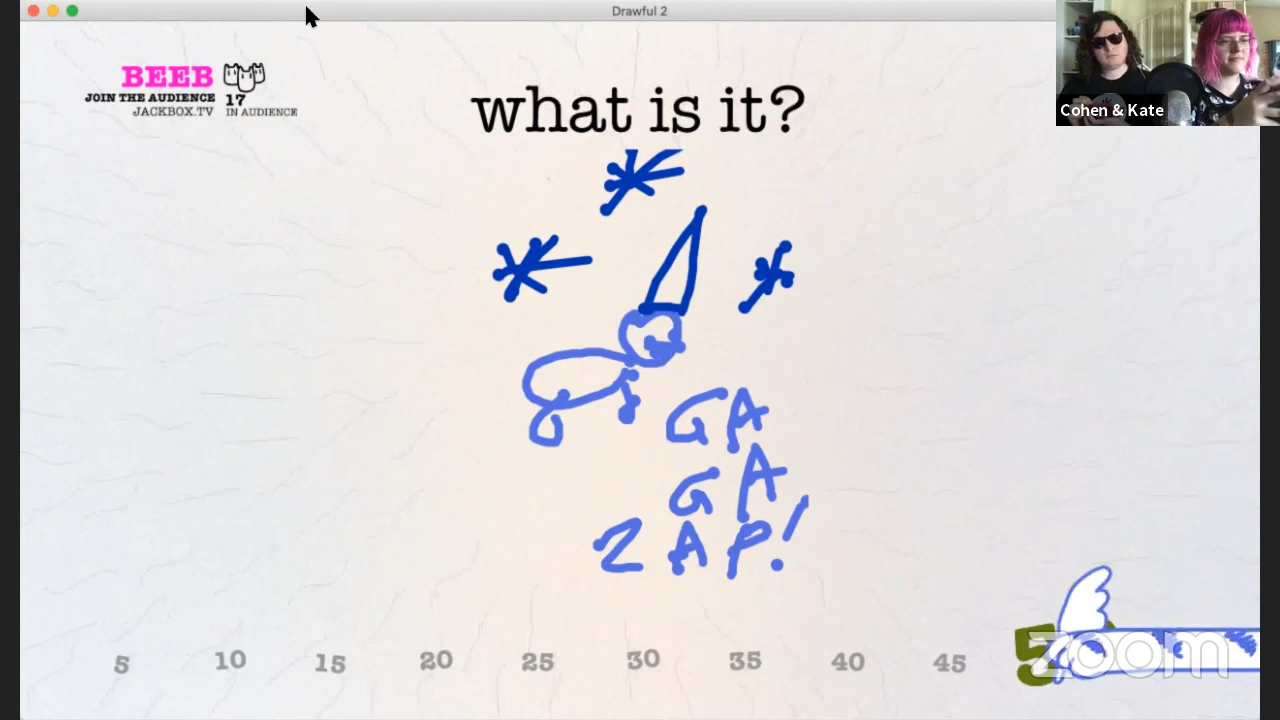 Drawful 2
BEEB
JOIN THE AUDIENCE
JACKBOX.TV
17
IN AUDIENCE
what is it?
Cohen & Kate
GA
GA
ZAP!
5 10 15 20 25 30 35 40 45
zoom